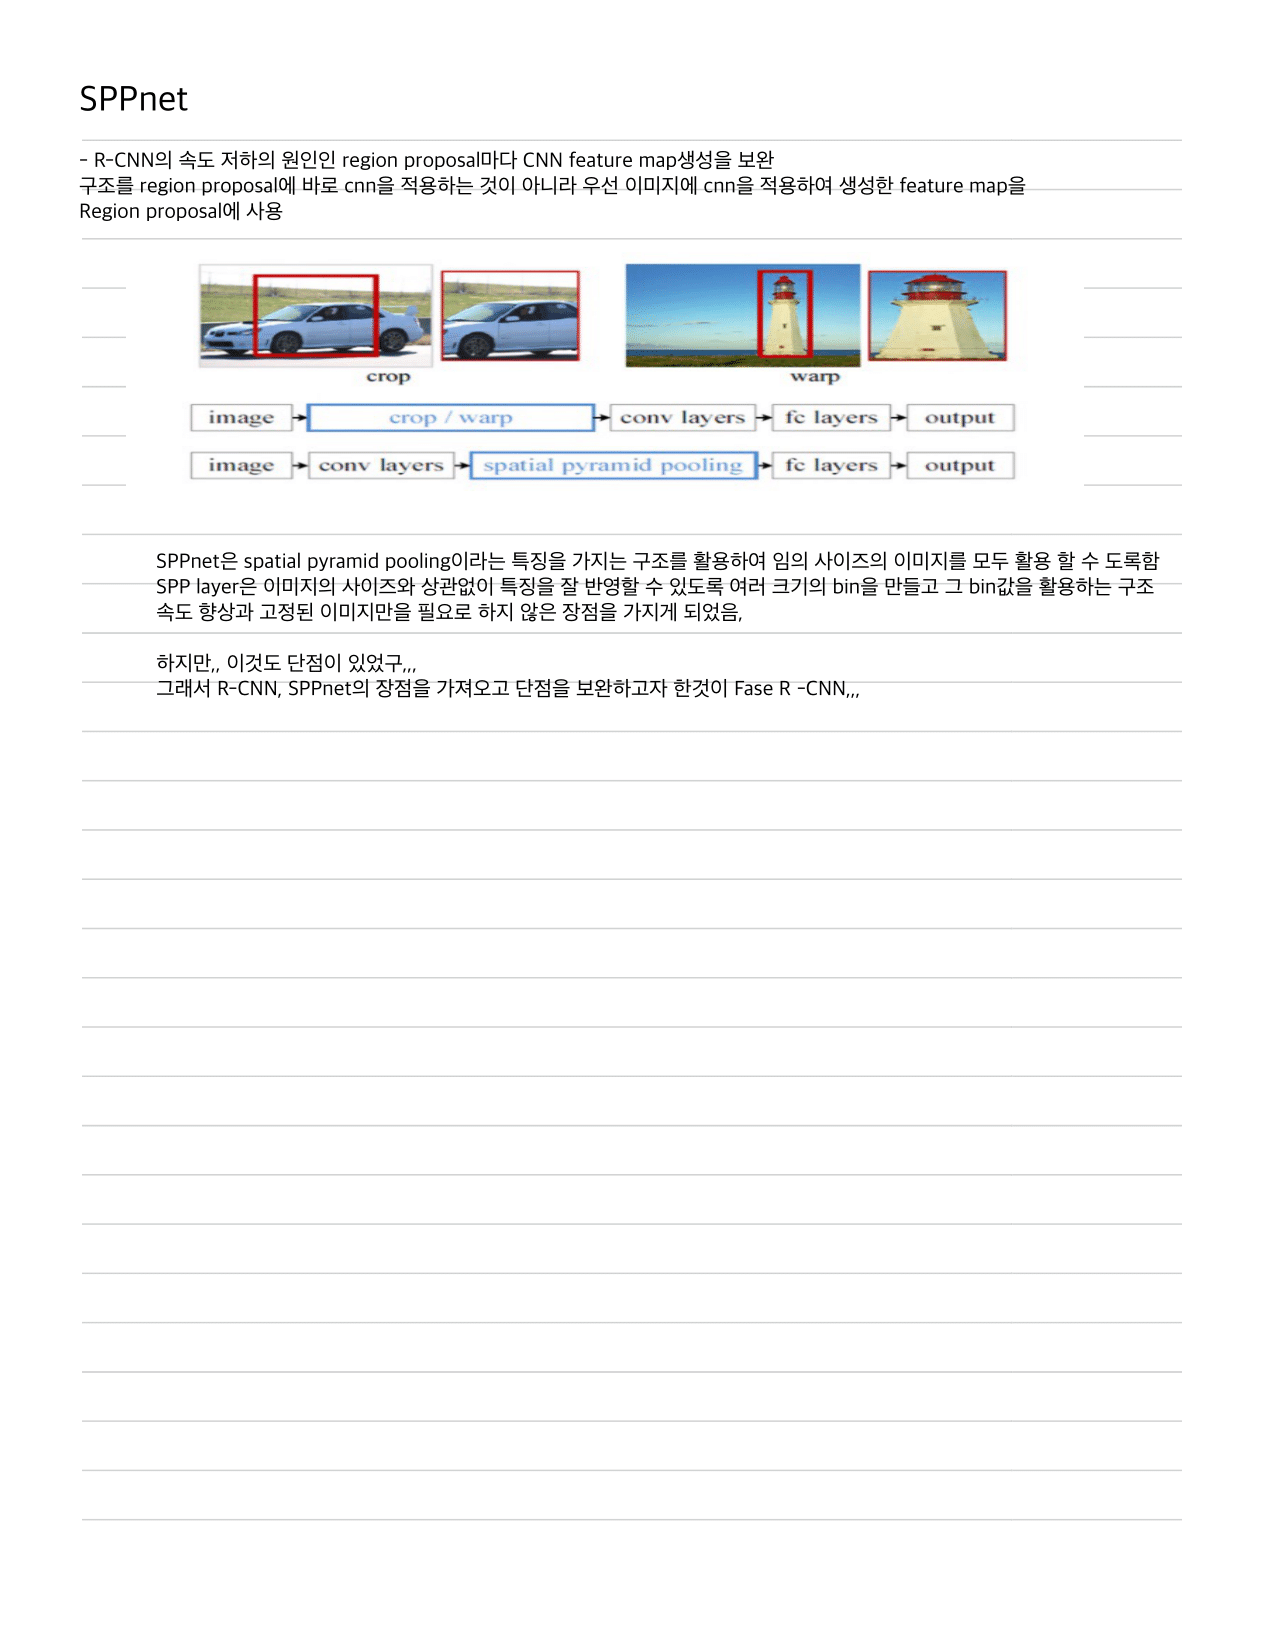 SPPnet
- R-CNN의 속도 저하의 원인인 region proposal마다 CNN feature map생성을 보완
구조를 region proposal에 바로 cnn을 적용하는 것이 아니라 우선 이미지에 cnn을 적용하여 생성한 feature map을
Region proposal에 사용
crop
warp
image crop / warp conv layers fc layers output
image conv layers spatial pyramid pooling fc layers output
SPPnet은 spatial pyramid pooling이라는 특징을 가지는 구조를 활용하여 임의 사이즈의 이미지를 모두 활용 할 수 도록함
SPP layer은 이미지의 사이즈와 상관없이 특징을 잘 반영할 수 있도록 여러 크기의 bin을 만들고 그 bin값을 활용하는 구조
속도 향상과 고정된 이미지만을 필요로 하지 않은 장점을 가지게 되었음,
하지만,, 이것도 단점이 있었구,,,
그래서 R-CNN, SPPnet의 장점을 가져오고 단점을 보완하고자 한것이 Fase R -CNN,,,